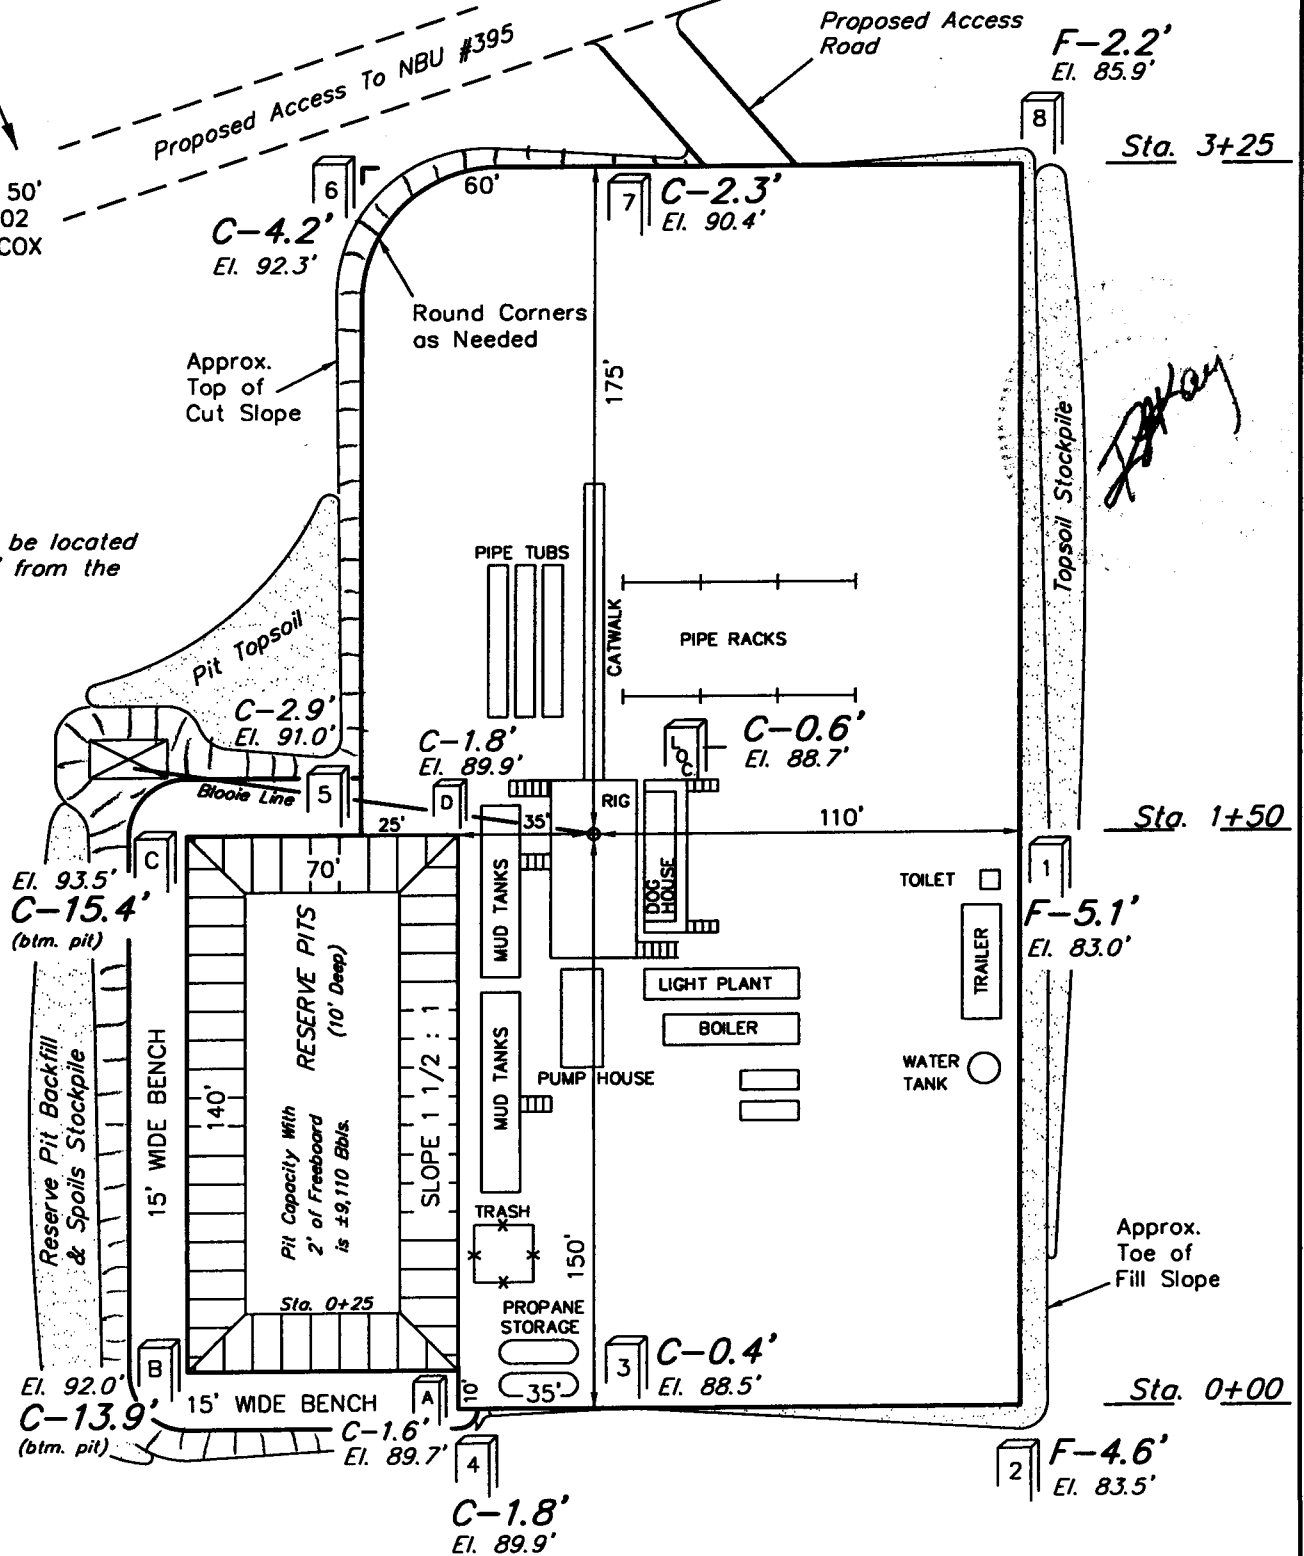 Proposed Access
Road
F-2.2'
El. 85.9'
8
Sta. 3+25
Proposed Access To NBU #395
50'
02
COX
6
C-4.2'
El. 92.3'
60'
7
C-2.3'
El. 90.4'
Round Corners
as Needed
Approx.
Top of
Cut Slope
175'
Topsoil Stockpile
be located
' from the
PIPE TUBS
CATWALK
PIPE RACKS
Pit Topsoil
C-2.9'
El. 91.0'
C-1.8'
El. 89.9'
LOC.
C-0.6'
El. 88.7'
Blooie Line
5
D
RIG
25'
35'
110'
Sta. 1+50
C
El. 93.5'
C-15.4'
(btm. pit)
70'
MUD TANKS
DOG
HOUSE
TOILET
1
F-5.1'
El. 83.0'
TRAILER
RESERVE PITS
(10' Deep)
LIGHT PLANT
BOILER
PUMP HOUSE
WATER
TANK
MUD TANKS
Reserve Pit Backfill
& Spoils Stockpile
15' WIDE BENCH
140'
Pit Capacity With
2' of Freeboard
is ±9,110 Bbls.
SLOPE 1 1/2 : 1
TRASH
150'
Approx.
Toe of
Fill Slope
Sta. 0+25
PROPANE
STORAGE
B
El. 92.0'
C-13.9'
(btm. pit)
15' WIDE BENCH
A
10'
35'
3
C-0.4'
El. 88.5'
Sta. 0+00
C-1.6'
El. 89.7'
4
C-1.8'
El. 89.9'
2
F-4.6'
El. 83.5'